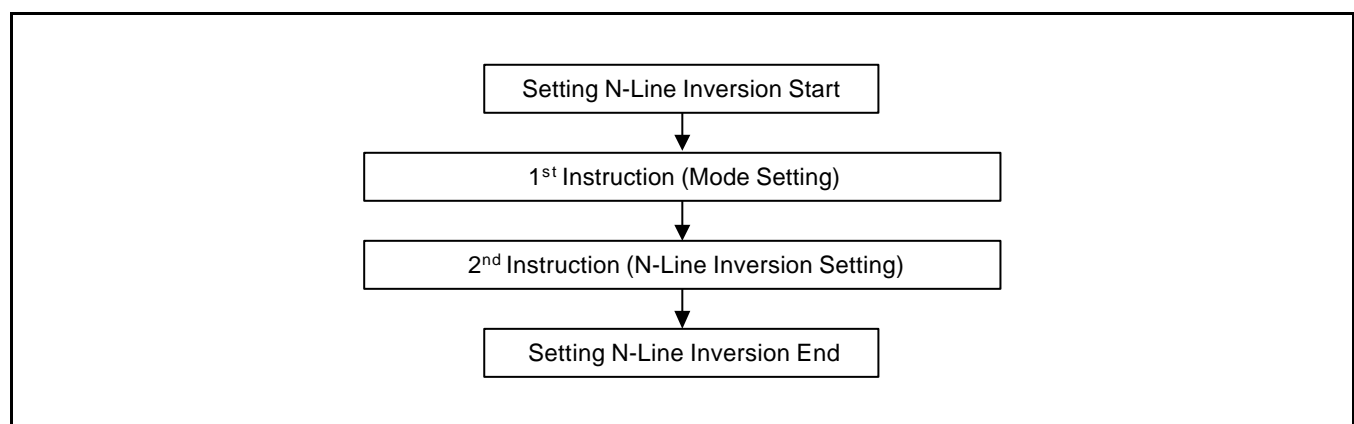 Setting N-Line Inversion Start
1st Instruction (Mode Setting)
2nd Instruction (N-Line Inversion Setting)
Setting N-Line Inversion End